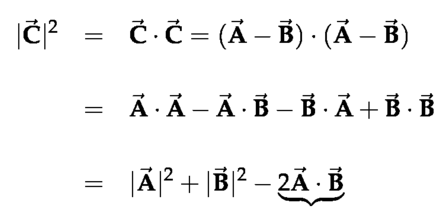 |C⃗|² = C⃗ · C⃗ = (A⃗ − B⃗) · (A⃗ − B⃗)
= A⃗ · A⃗ − A⃗ · B⃗ − B⃗ · A⃗ + B⃗ · B⃗
= |A⃗|² + |B⃗|² − 2A⃗ · B⃗